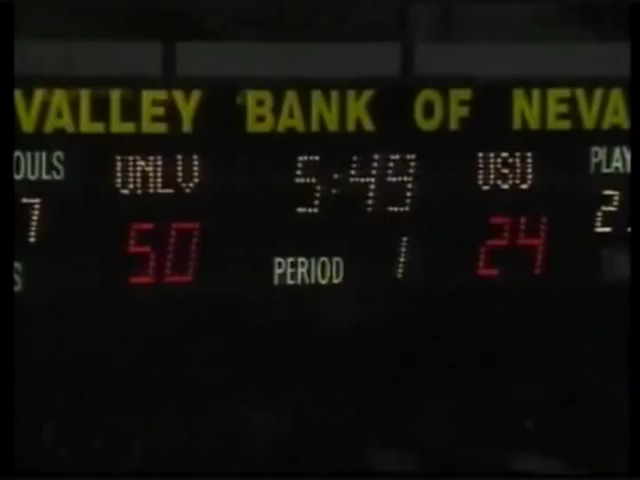 VALLEY BANK OF NEVA
OULS UNLV 5:49 USU PLAY
7 50 PERIOD 1 24 2
S